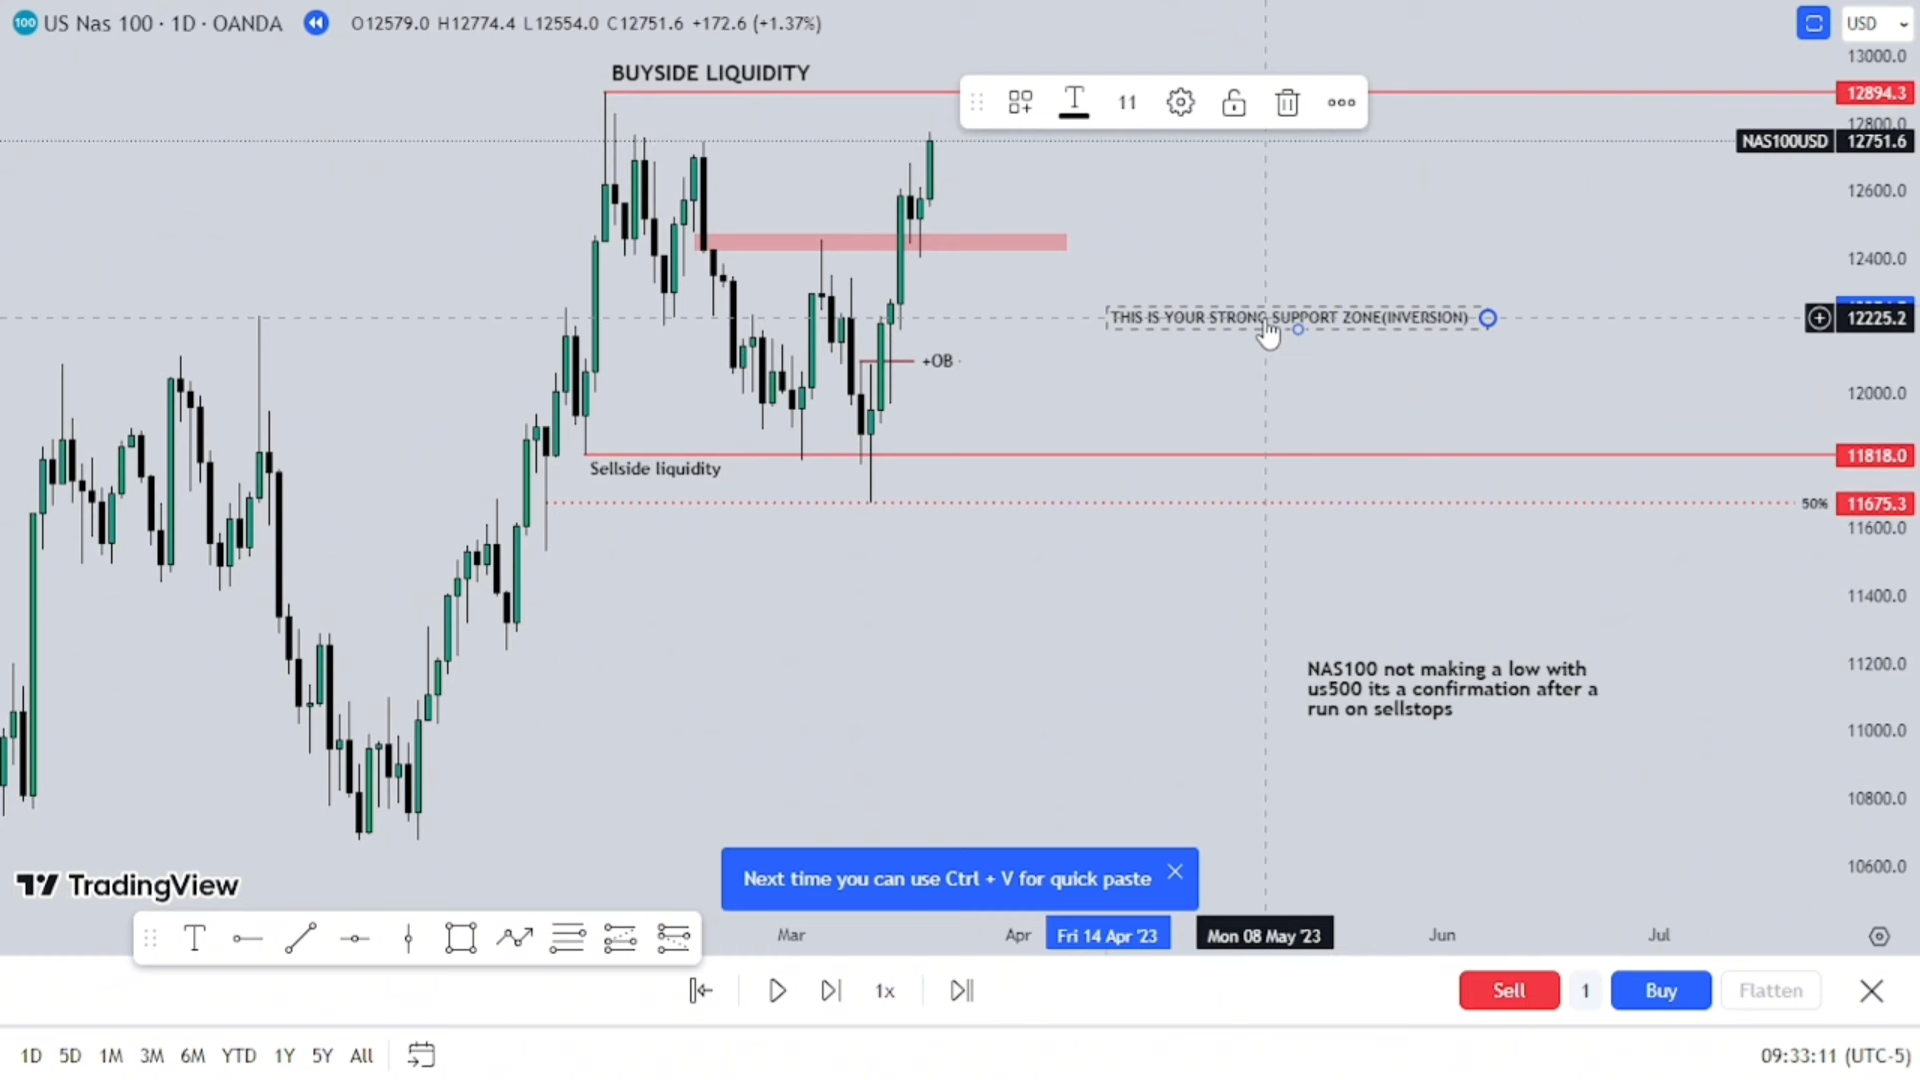 100 US Nas 100 · 1D · OANDA O12579.0 H12774.4 L12554.0 C12751.6 +172.6 (+1.37%)
USD
13000.0
BUYSIDE LIQUIDITY
12894.3
11
12800.0
NAS100USD 12751.6
12600.0
12400.0
THIS IS YOUR STRONG SUPPORT ZONE(INVERSION)
12225.2
+OB
12000.0
11818.0
Sellside liquidity
50% 11675.3
11600.0
11400.0
11200.0
NAS100 not making a low with
us500 its a confirmation after a
run on sellstops
11000.0
10800.0
10600.0
TradingView
Next time you can use Ctrl + V for quick paste
Mar Apr Fri 14 Apr '23 Mon 08 May '23 Jun Jul
1x
Sell 1 Buy Flatten
1D 5D 1M 3M 6M YTD 1Y 5Y All
09:33:11 (UTC-5)